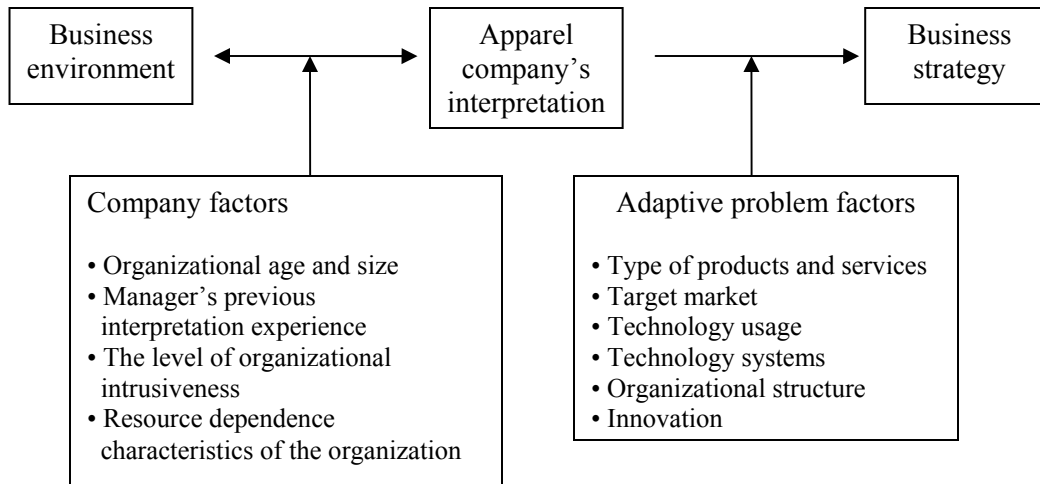 Business
environment
Apparel
company's
interpretation
Business
strategy
Company factors
• Organizational age and size
• Manager's previous
interpretation experience
• The level of organizational
intrusiveness
• Resource dependence
characteristics of the organization
Adaptive problem factors
• Type of products and services
• Target market
• Technology usage
• Technology systems
• Organizational structure
• Innovation